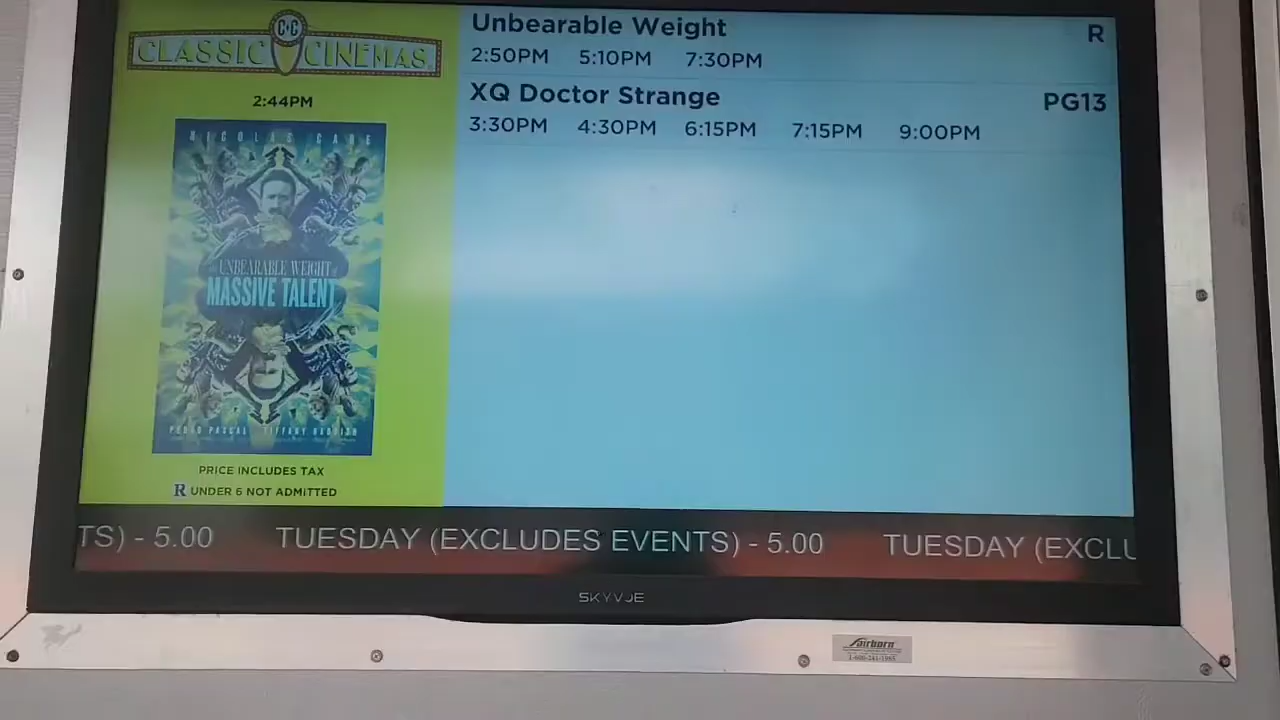 C C
CLASSIC CINEMAS
2:44PM
NICOLAS CAGE
UNBEARABLE WEIGHT of
MASSIVE TALENT
PEDRO PASCAL TIFFANY HADDISH
PRICE INCLUDES TAX
R UNDER 6 NOT ADMITTED
Unbearable Weight R
2:50PM 5:10PM 7:30PM
XQ Doctor Strange PG13
3:30PM 4:30PM 6:15PM 7:15PM 9:00PM
TS) - 5.00 TUESDAY (EXCLUDES EVENTS) - 5.00 TUESDAY (EXCLU
SKYVUE
Fairborn